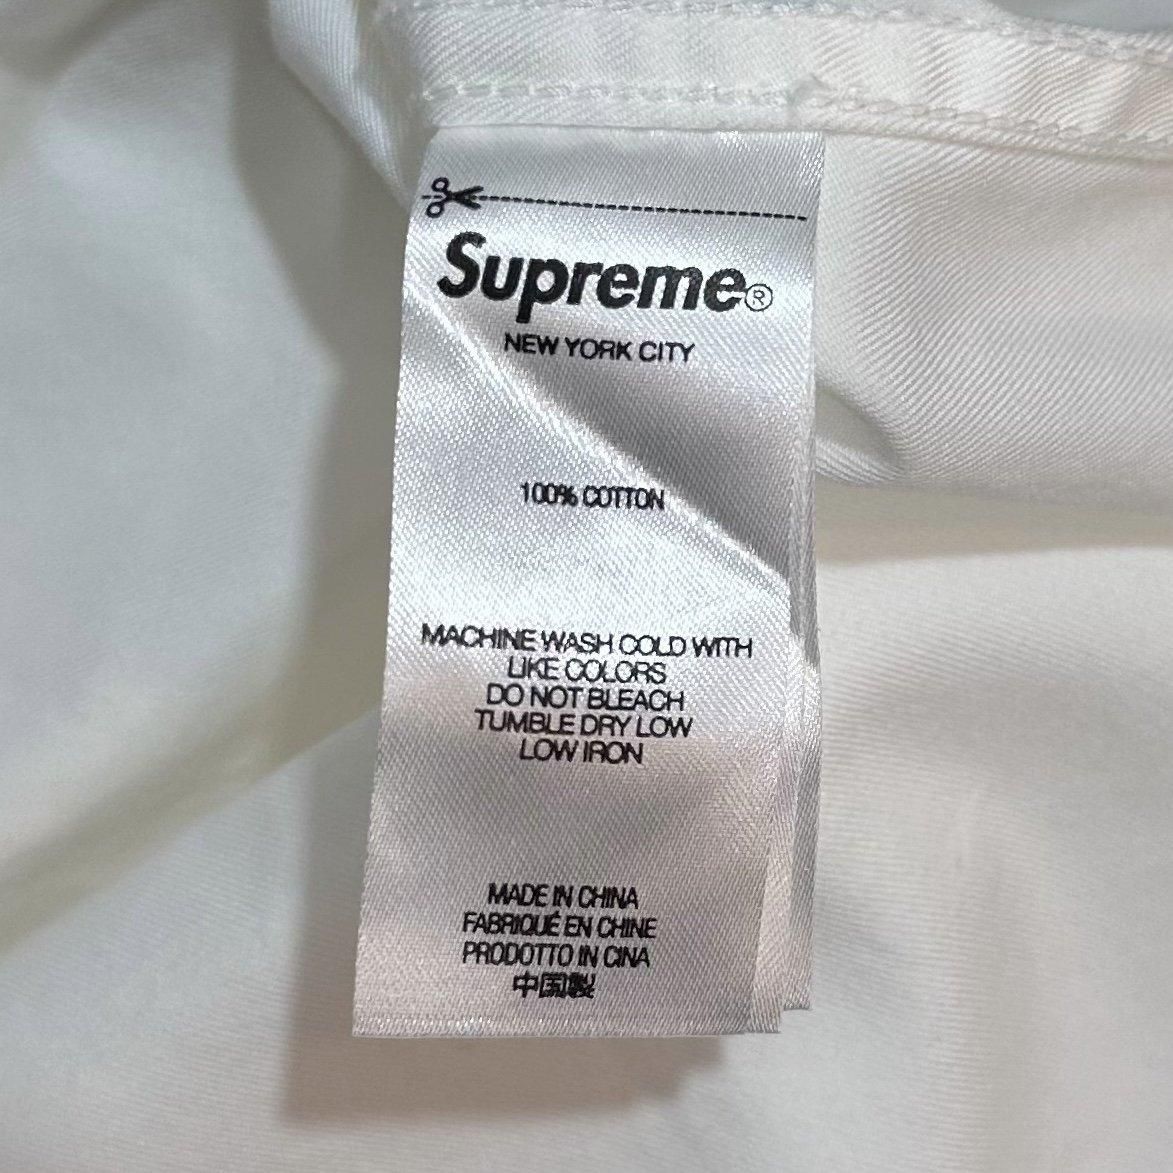 Supreme®
NEW YORK CITY
100% COTTON
MACHINE WASH COLD WITH
LIKE COLORS
DO NOT BLEACH
TUMBLE DRY LOW
LOW IRON
MADE IN CHINA
FABRIQUÉ EN CHINE
PRODOTTO IN CINA
中国製